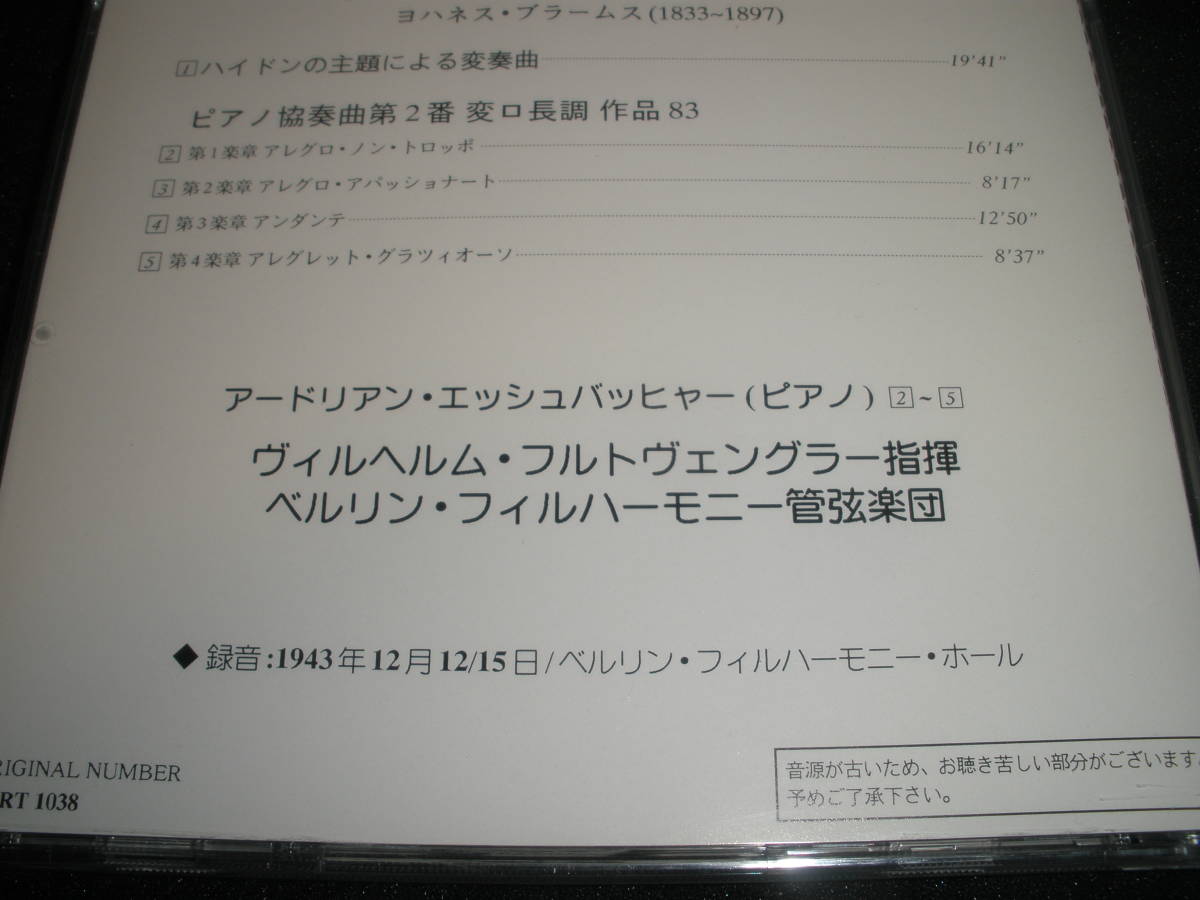 ヨハネス・ブラームス(1833~1897)
1 ハイドンの主題による変奏曲 19'41"
ピアノ協奏曲第2番 変ロ長調 作品 83
2 第1楽章 アレグロ・ノン・トロッポ 16'14"
3 第2楽章 アレグロ・アパッショナート 8'17"
4 第3楽章 アンダンテ 12'50"
5 第4楽章 アレグレット・グラツィオーソ 8'37"
アードリアン・エッシュバッヒャー(ピアノ) 2~5
ヴィルヘルム・フルトヴェングラー指揮
ベルリン・フィルハーモニー管弦楽団
◆ 録音:1943年12月12/15日/ベルリン・フィルハーモニー・ホール
RIGINAL NUMBER
RT 1038
音源が古いため、お聴き苦しい部分がございます。
予めご了承下さい。